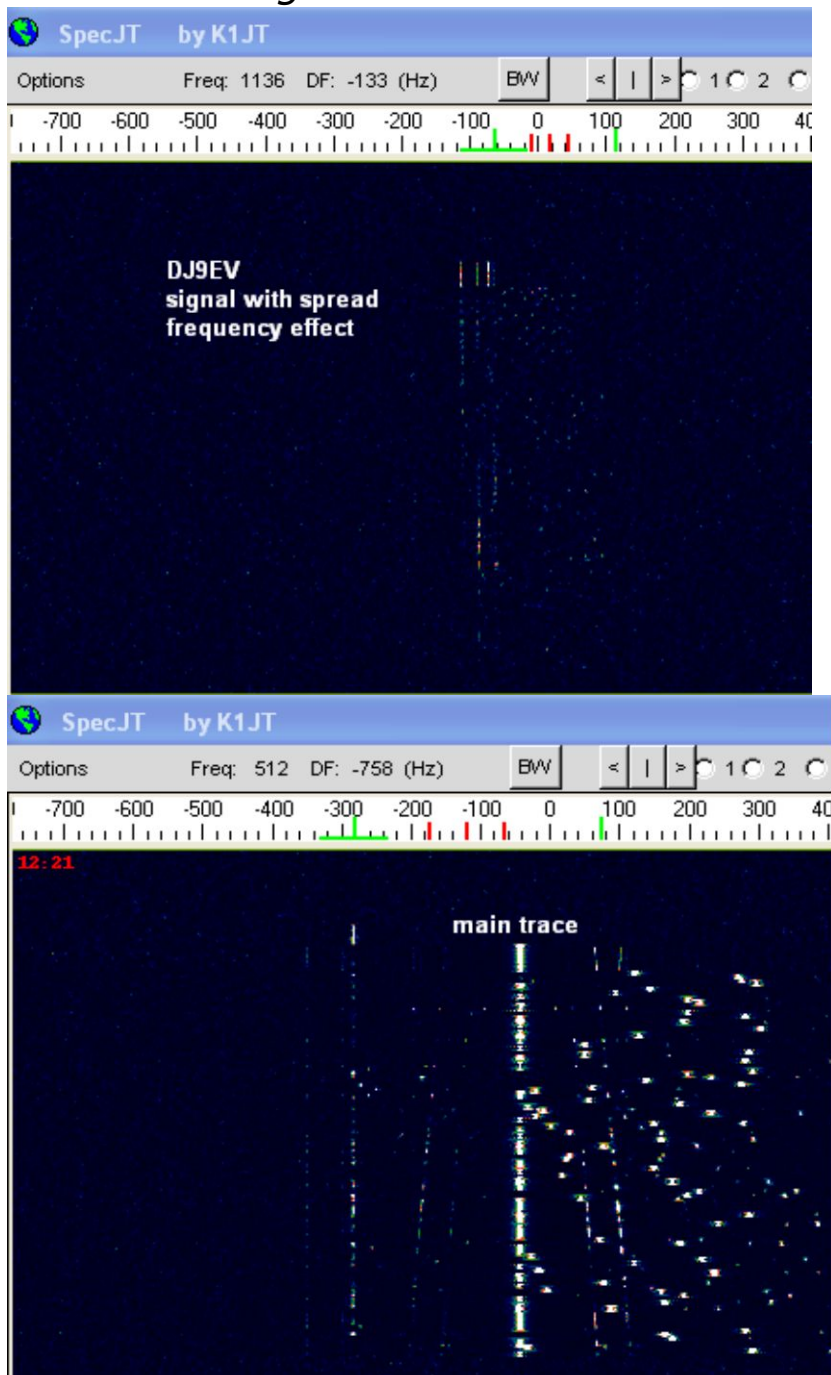 SpecJT by K1JT
Options Freq: 1136 DF: -133 (Hz) BW < | > 1 2
-700 -600 -500 -400 -300 -200 -100 0 100 200 300 40
DJ9EV
signal with spread
frequency effect
SpecJT by K1JT
Options Freq: 512 DF: -758 (Hz) BW < | > 1 2
-700 -600 -500 -400 -300 -200 -100 0 100 200 300 40
12:21
main trace